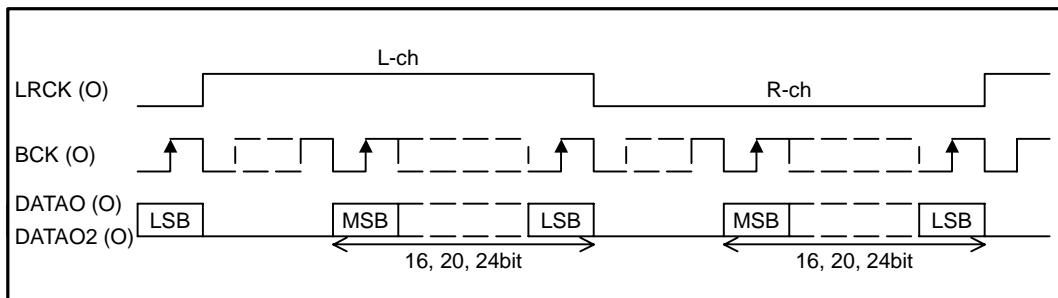 L-ch
LRCK (O)
R-ch
BCK (O)
DATAO (O)
LSB MSB LSB MSB LSB
DATAO2 (O)
16, 20, 24bit 16, 20, 24bit